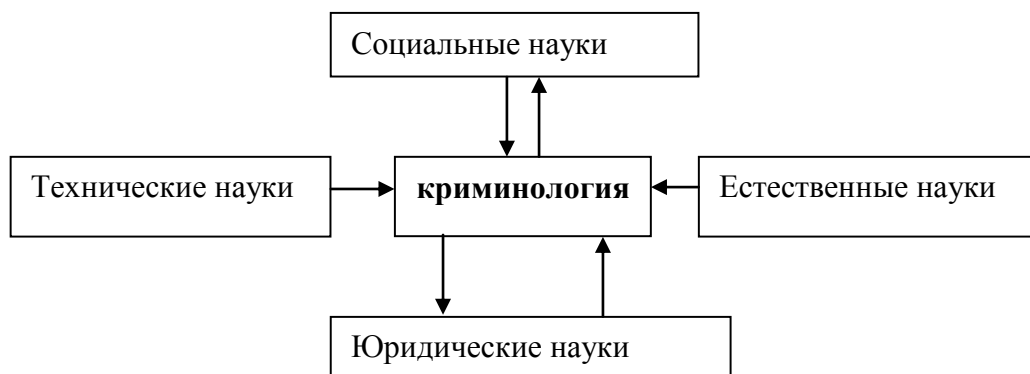 Социальные науки
Технические науки
криминология
Естественные науки
Юридические науки